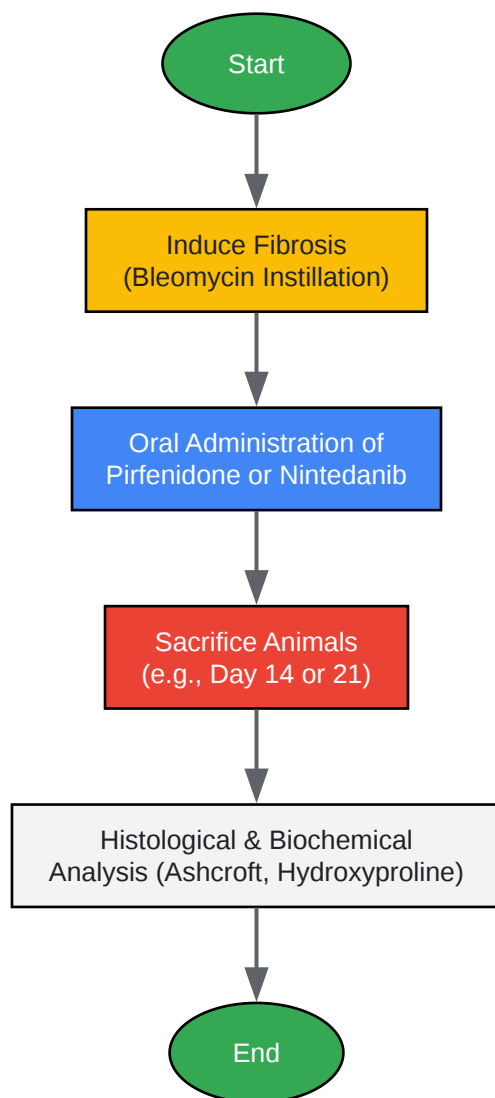 Start
Induce Fibrosis
(Bleomycin Instillation)
Oral Administration of
Pirfenidone or Nintedanib
Sacrifice Animals
(e.g., Day 14 or 21)
Histological & Biochemical
Analysis (Ashcroft, Hydroxyproline)
End